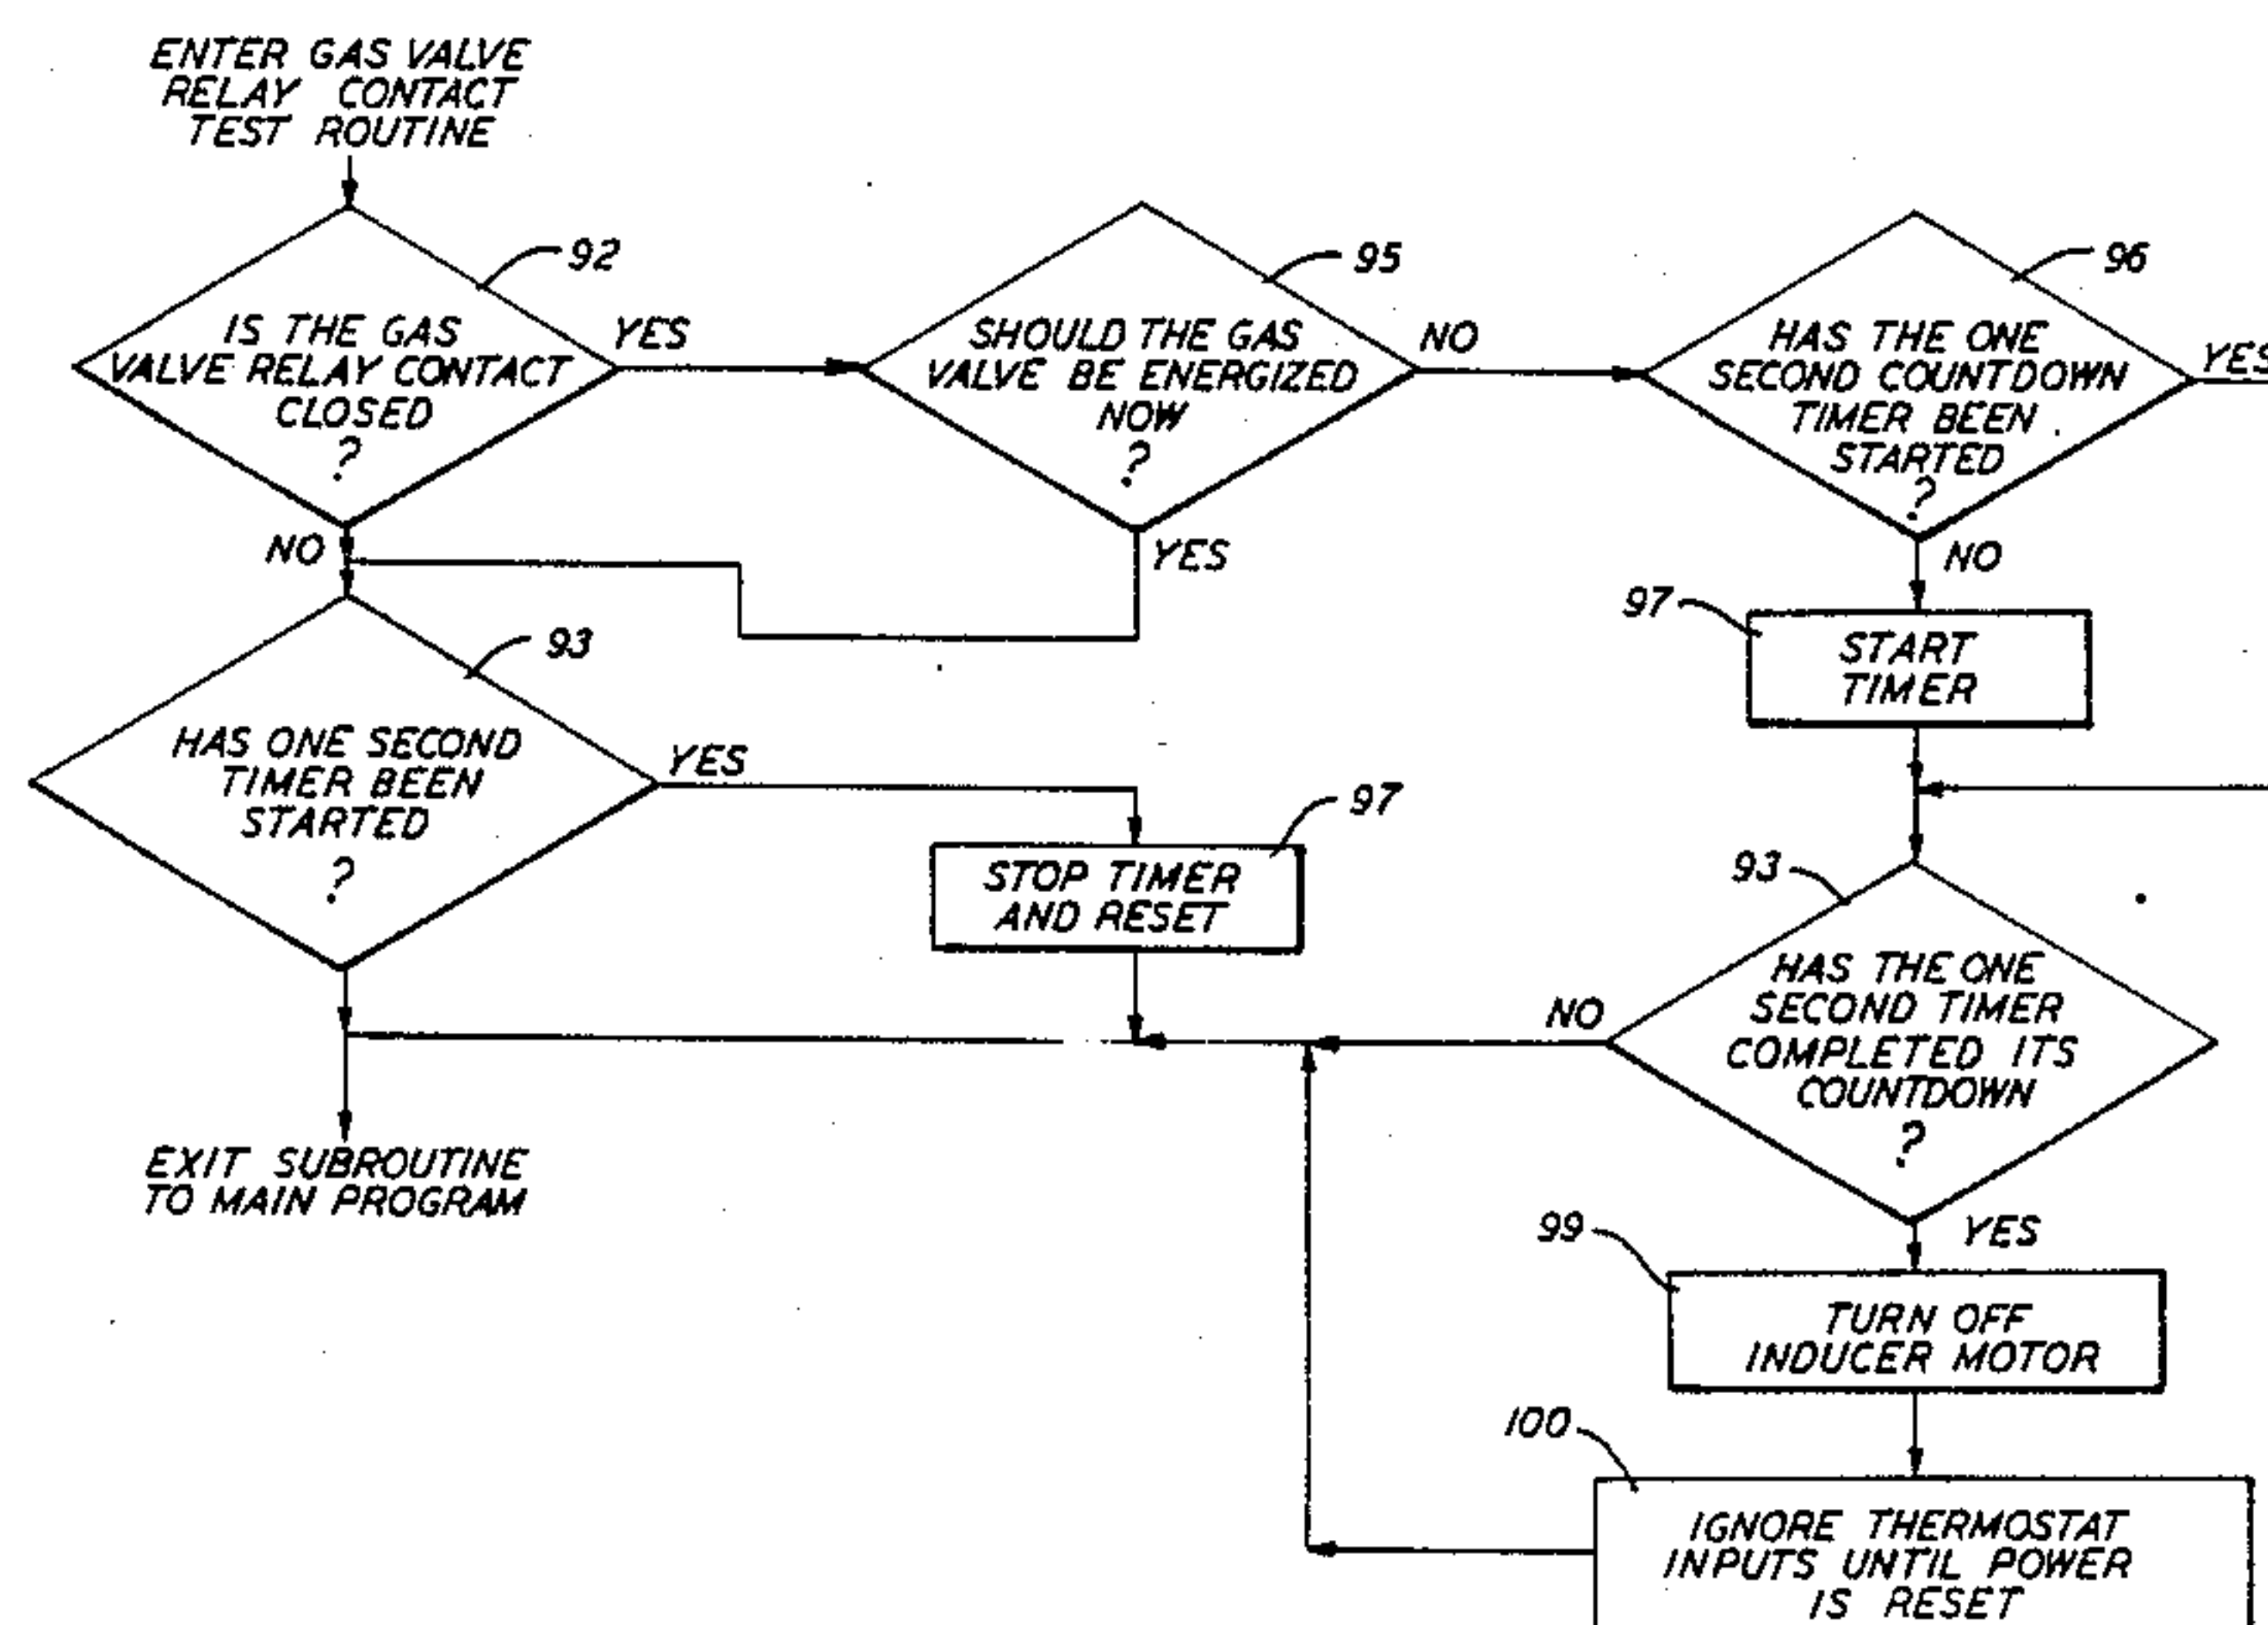 ENTER GAS VALVE
RELAY CONTACT
TEST ROUTINE
92
IS THE GAS
VALVE RELAY CONTACT
CLOSED
?
YES
NO
95
SHOULD THE GAS
VALVE BE ENERGIZED
NOW
?
NO
YES
96
HAS THE ONE
SECOND COUNTDOWN
TIMER BEEN
STARTED
?
YES
NO
97
START
TIMER
93
HAS ONE SECOND
TIMER BEEN
STARTED
?
YES
97
STOP TIMER
AND RESET
93
HAS THE ONE
SECOND TIMER
COMPLETED ITS
COUNTDOWN
?
NO
YES
EXIT SUBROUTINE
TO MAIN PROGRAM
99
TURN OFF
INDUCER MOTOR
100
IGNORE THERMOSTAT
INPUTS UNTIL POWER
IS RESET